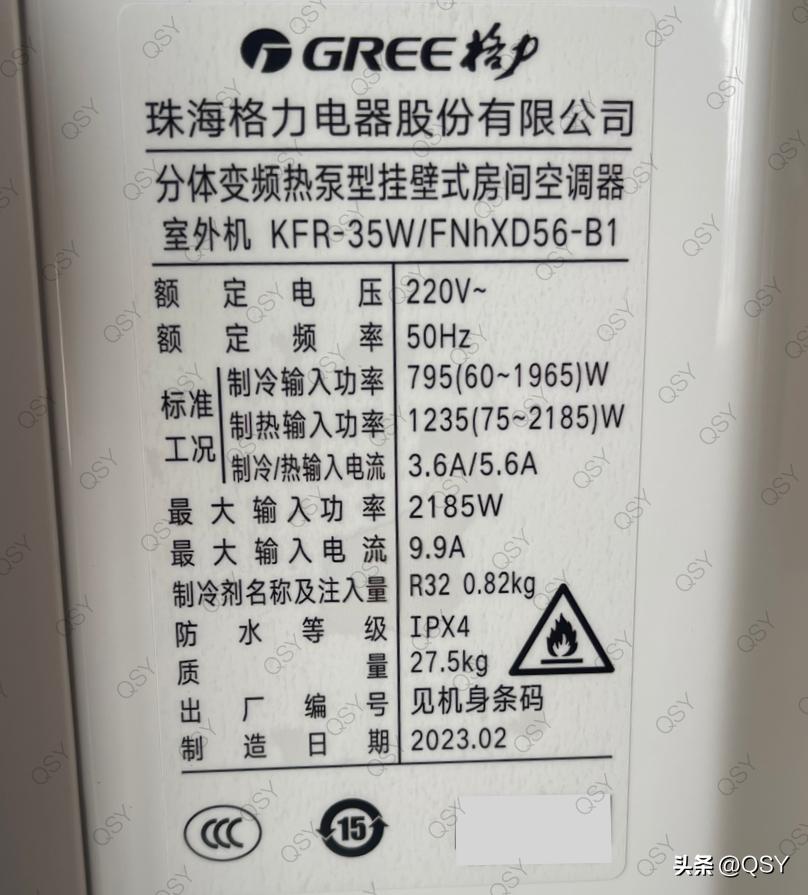 GREE 格力
珠海格力电器股份有限公司
分体变频热泵型挂壁式房间空调器
室外机 KFR-35W/FNhXD56-B1
额定电压 220V~
额定频率 50Hz
标准工况 制冷输入功率 795(60~1965)W
制热输入功率 1235(75~2185)W
制冷/热输入电流 3.6A/5.6A
最大输入功率 2185W
最大输入电流 9.9A
制冷剂名称及注入量 R32 0.82kg
防水等级 IPX4
质量 27.5kg
出厂编号 见机身条码
制造日期 2023.02
CCC 15
头条 @QSY
QSY